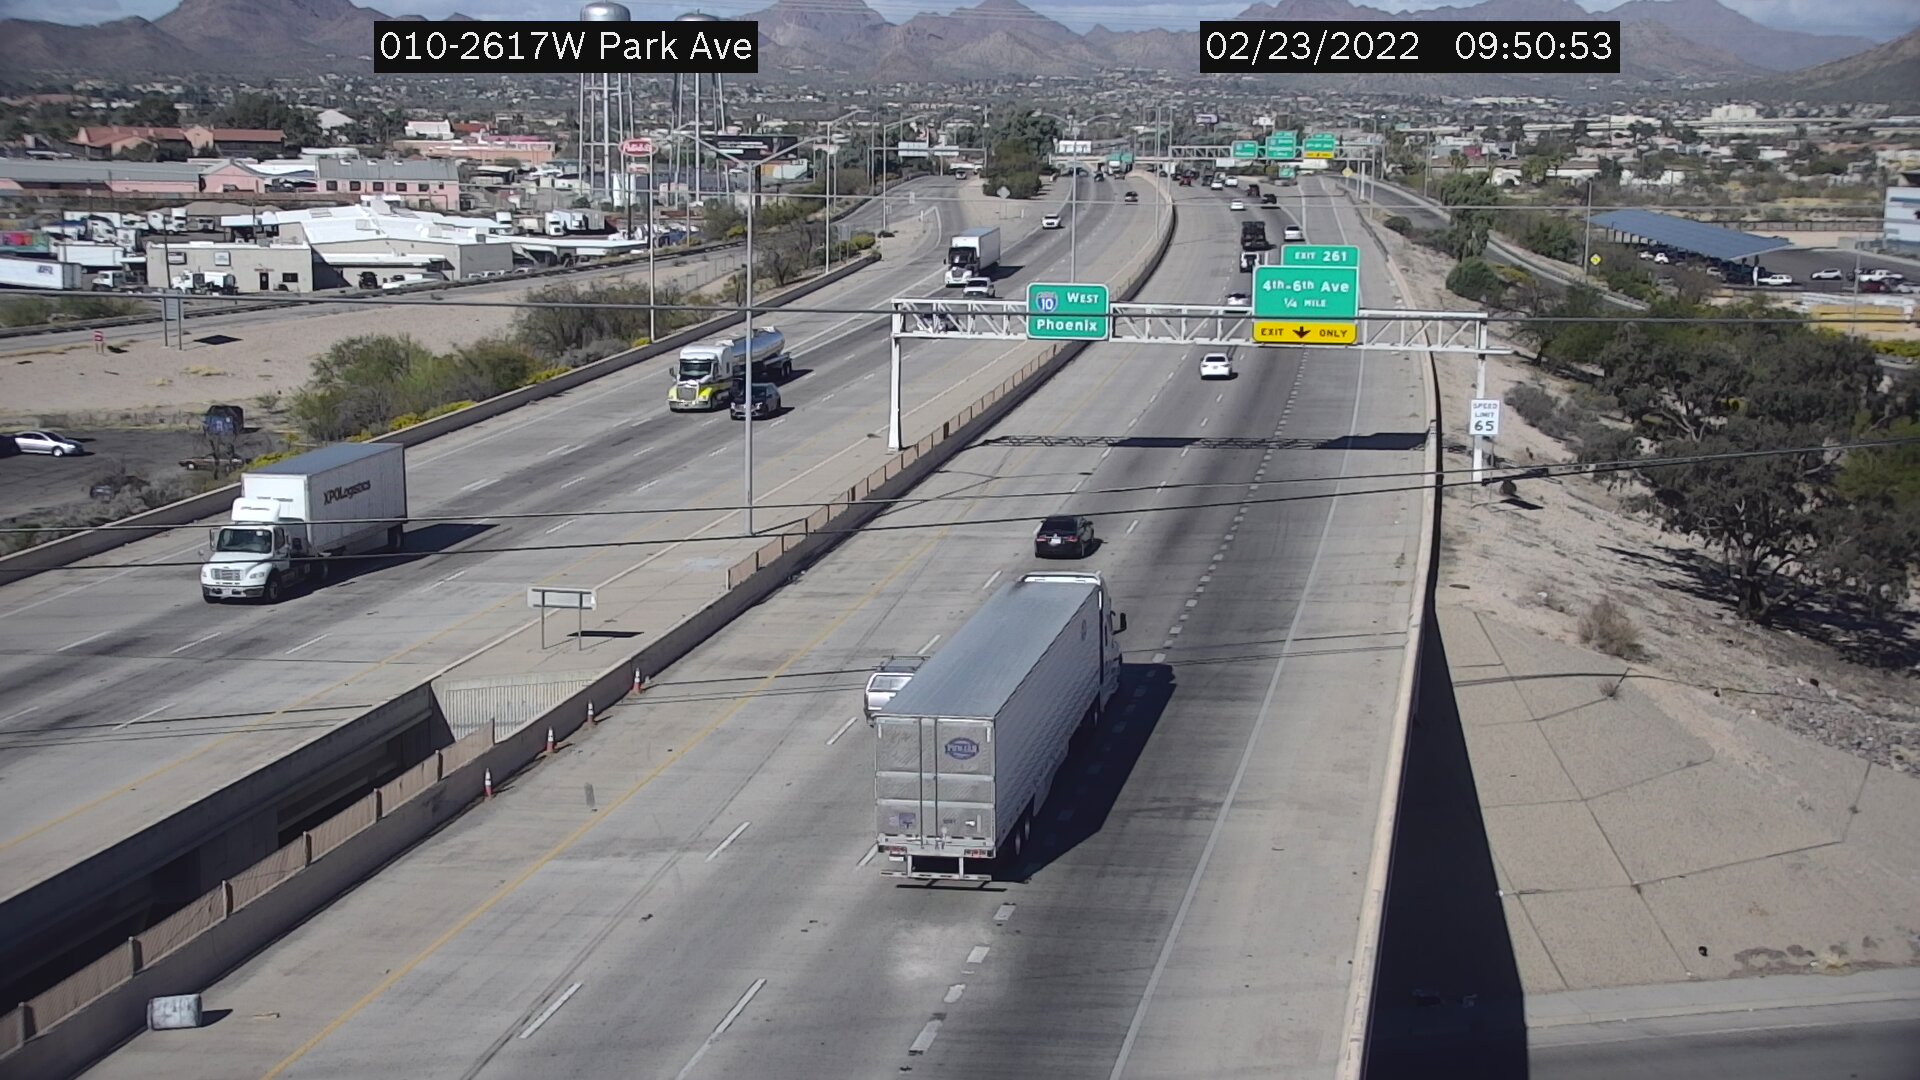 010-2617W Park Ave
02/23/2022 09:50:53
EXIT 261
4th-6th Ave
1/4 MILE
EXIT ONLY
10 WEST
Phoenix
SPEED
LIMIT
65
XPOLogistics